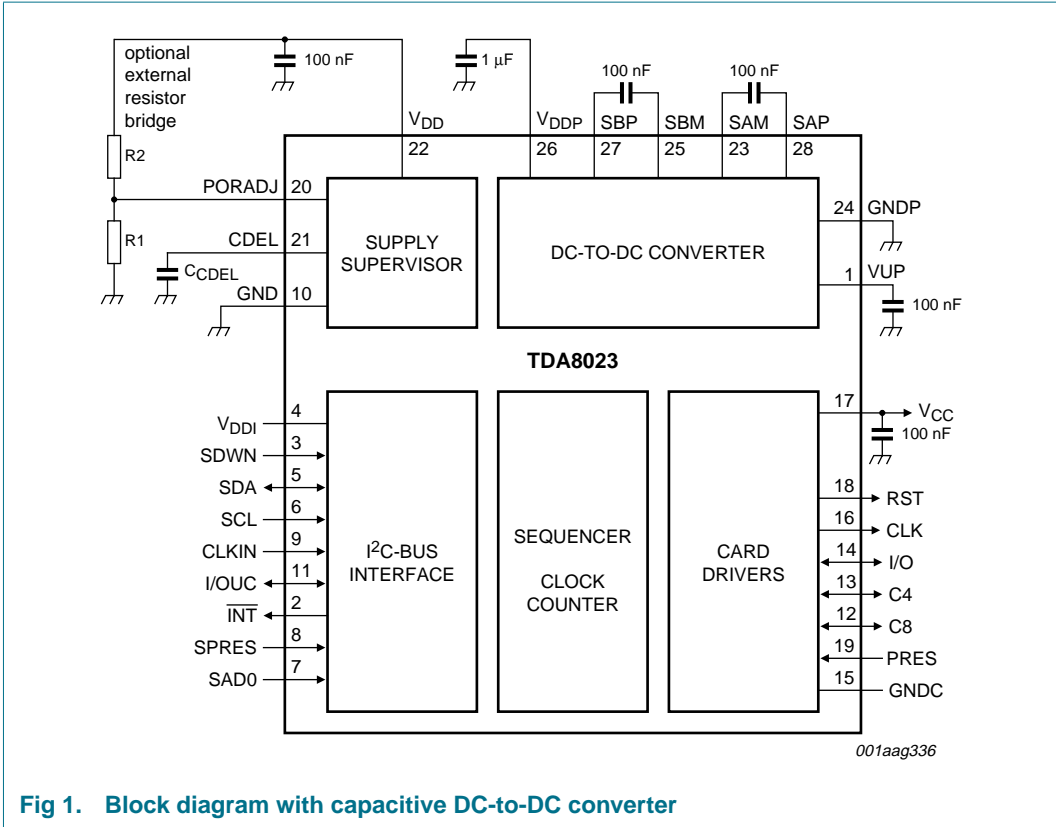 optional
external
resistor
bridge
100 nF
1 μF
100 nF
100 nF
VDD
VDDP
SBP
SBM
SAM
SAP
22
26
27
25
23
28
R2
PORADJ
20
R1
CDEL
21
CCDEL
GND
10
SUPPLY
SUPERVISOR
DC-TO-DC CONVERTER
24
GNDP
1
VUP
100 nF
TDA8023
VDDI
4
SDWN
3
SDA
5
SCL
6
CLKIN
9
I/OUC
11
INT
2
SPRES
8
SAD0
7
I2C-BUS
INTERFACE
SEQUENCER
CLOCK
COUNTER
CARD
DRIVERS
17
VCC
100 nF
18
RST
16
CLK
14
I/O
13
C4
12
C8
19
PRES
15
GNDC
001aag336
Fig 1. Block diagram with capacitive DC-to-DC converter